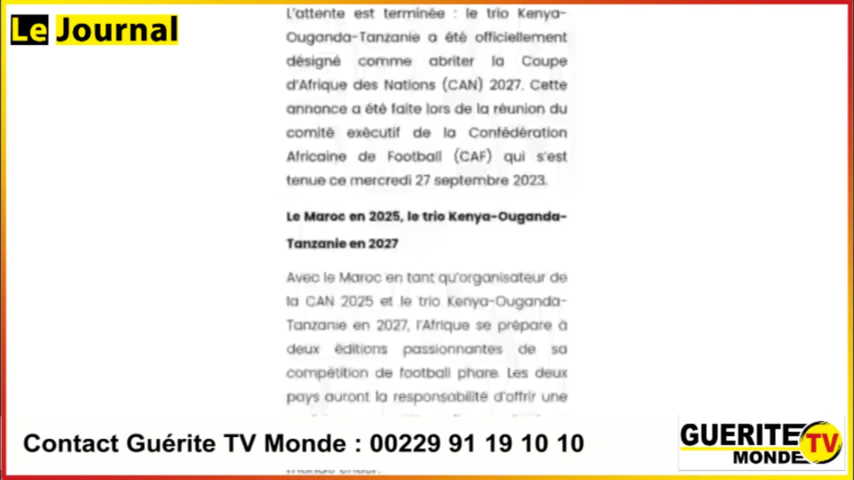 Le Journal
L'attente est terminée : le trio Kenya-
Ouganda-Tanzanie a été officiellement
désigné comme abriter la Coupe
d'Afrique des Nations (CAN) 2027. Cette
annonce a été faite lors de la réunion du
comité exécutif de la Confédération
Africaine de Football (CAF) qui s'est
tenue ce mercredi 27 septembre 2023.
Le Maroc en 2025, le trio Kenya-Ouganda-
Tanzanie en 2027
Avec le Maroc en tant qu'organisateur de
la CAN 2025 et le trio Kenya-Ouganda-
Tanzanie en 2027, l'Afrique se prépare à
deux éditions passionnantes de sa
compétition de football phare. Les deux
pays auront la responsabilité d'offrir une
Contact Guérite TV Monde : 00229 91 19 10 10
GUERITE TV
MONDE